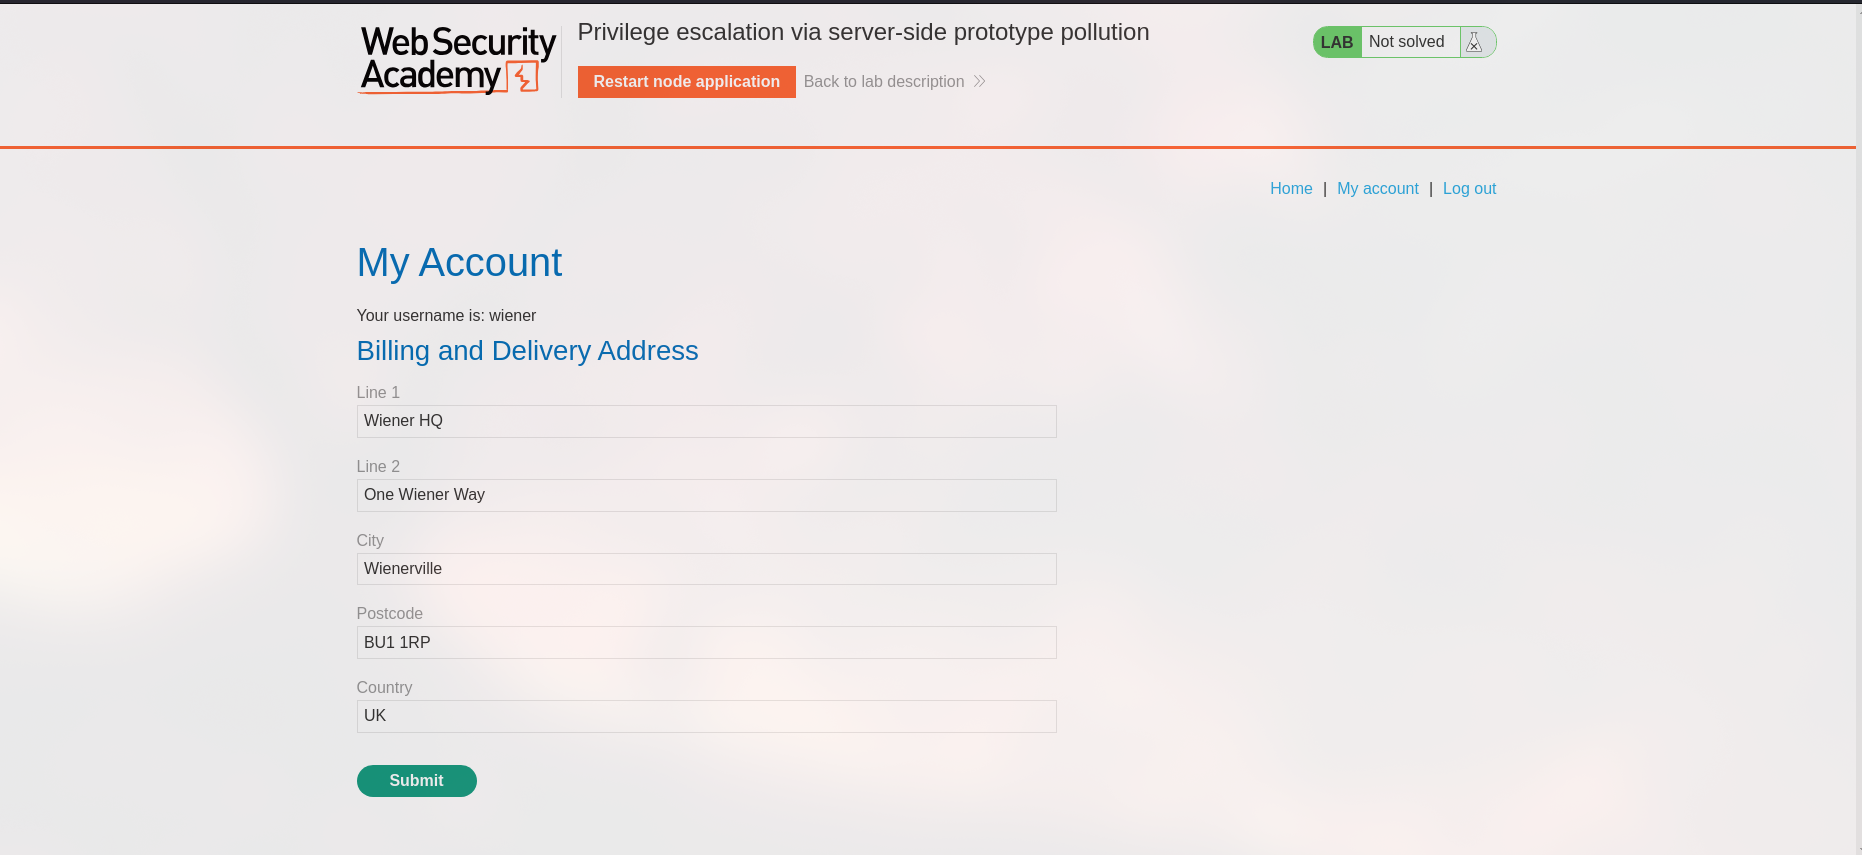 Web Security
Academy
Privilege escalation via server-side prototype pollution
Restart node application
Back to lab description
LAB
Not solved
Home | My account | Log out
My Account
Your username is: wiener
Billing and Delivery Address
Line 1
Wiener HQ
Line 2
One Wiener Way
City
Wienerville
Postcode
BU1 1RP
Country
UK
Submit